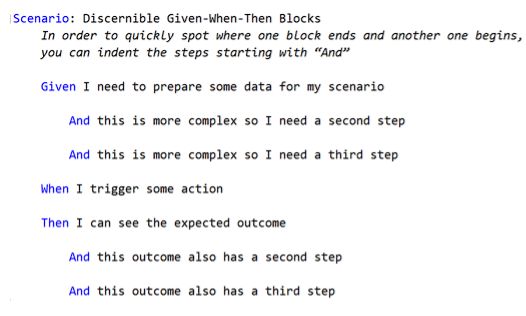 Scenario: Discernible Given-When-Then Blocks
In order to quickly spot where one block ends and another one begins,
you can indent the steps starting with “And”
Given I need to prepare some data for my scenario
And this is more complex so I need a second step
And this is more complex so I need a third step
When I trigger some action
Then I can see the expected outcome
And this outcome also has a second step
And this outcome also has a third step